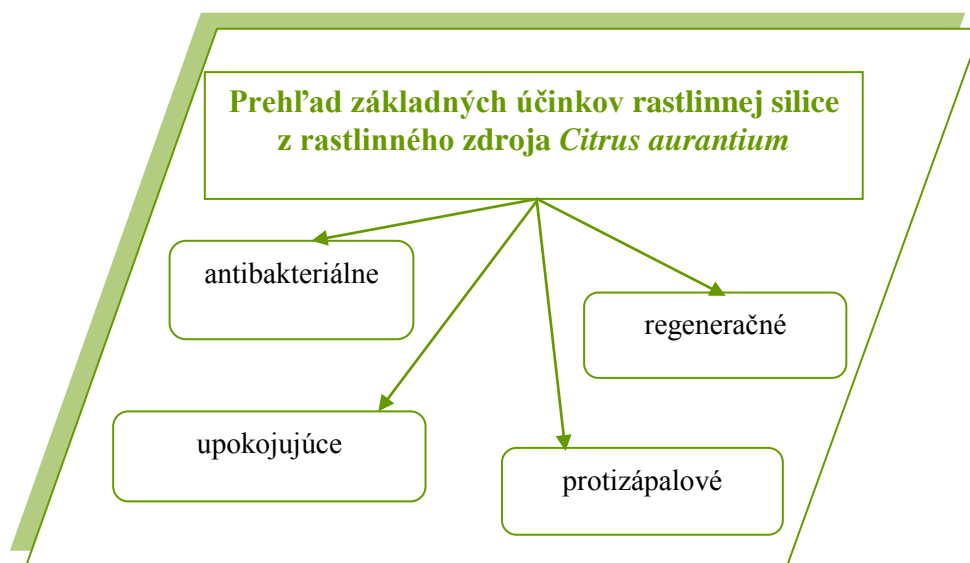 Prehľad základných účinkov rastlinnej silice
z rastlinného zdroja Citrus aurantium
antibakteriálne
regeneračné
upokojujúce
protizápalové